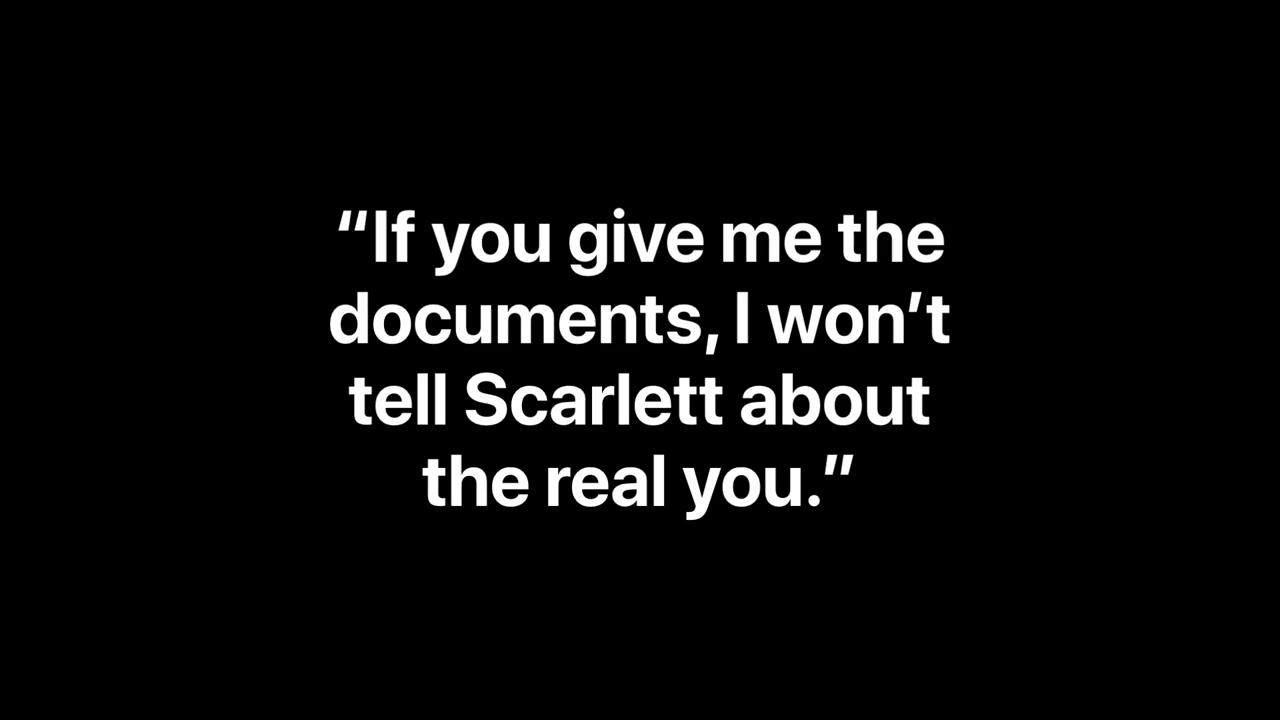 “If you give me the
documents, I won’t
tell Scarlett about
the real you.”